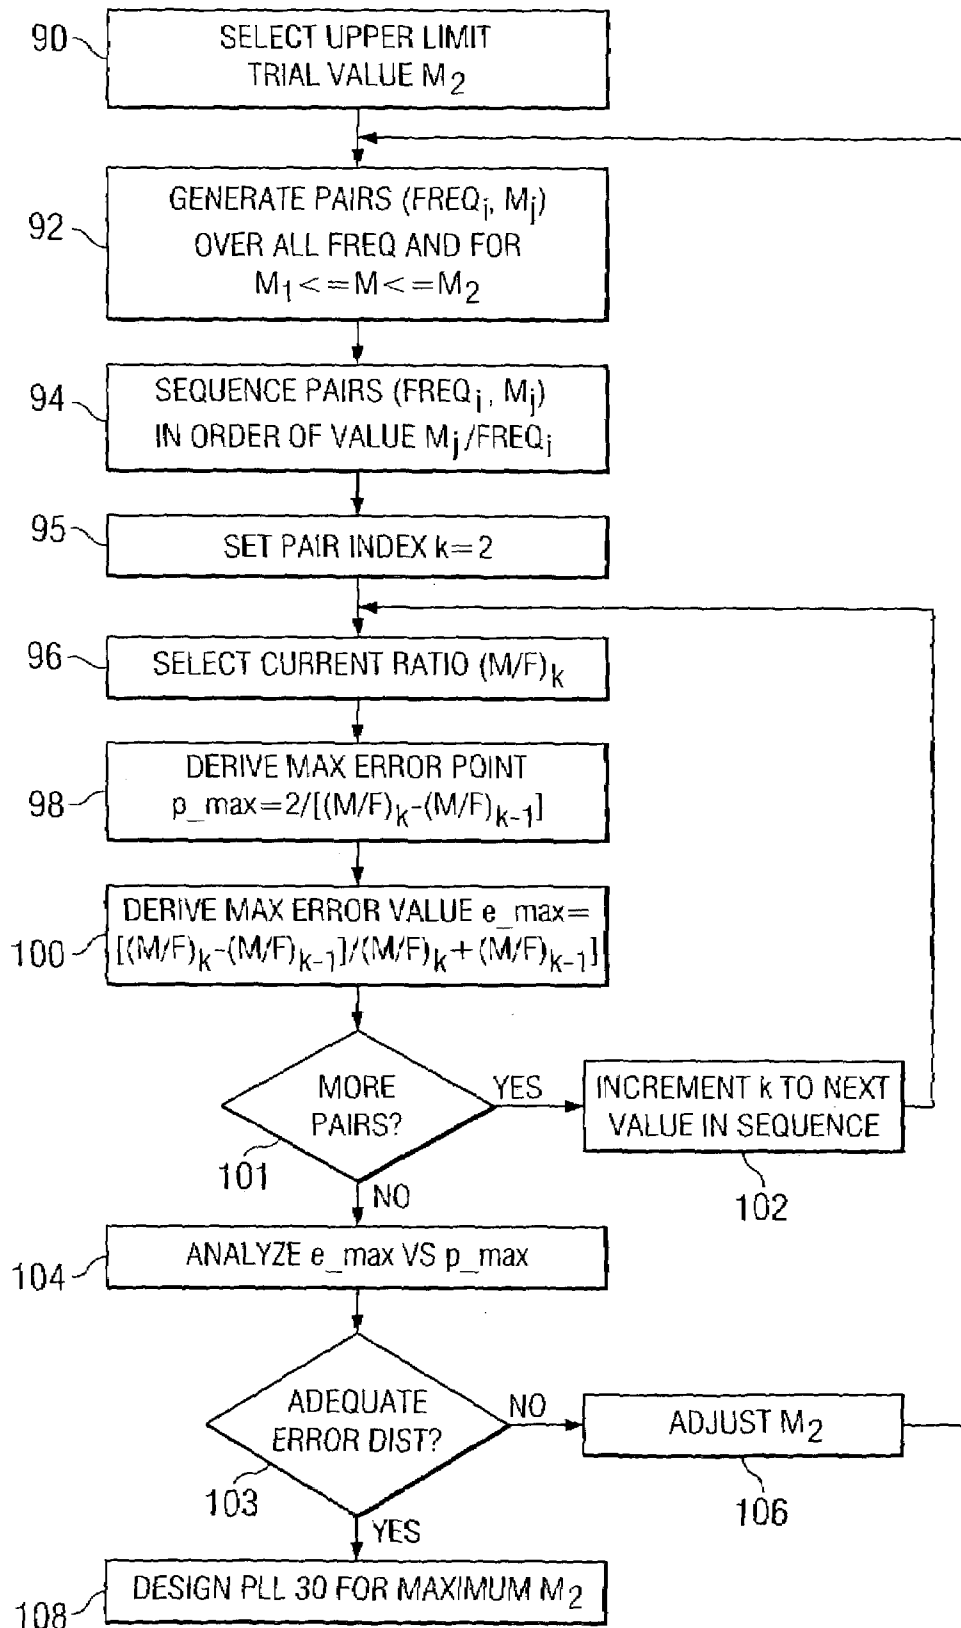 90
SELECT UPPER LIMIT
TRIAL VALUE M2
92
GENERATE PAIRS (FREQi, Mj)
OVER ALL FREQ AND FOR
M1<=M<=M2
94
SEQUENCE PAIRS (FREQi, Mj)
IN ORDER OF VALUE Mj/FREQi
95
SET PAIR INDEX k=2
96
SELECT CURRENT RATIO (M/F)k
98
DERIVE MAX ERROR POINT
p_max=2/[(M/F)k-(M/F)k-1]
100
DERIVE MAX ERROR VALUE e_max=
[(M/F)k-(M/F)k-1]/(M/F)k+(M/F)k-1]
MORE
PAIRS?
101
YES
INCREMENT k TO NEXT
VALUE IN SEQUENCE
102
NO
104
ANALYZE e_max VS p_max
ADEQUATE
ERROR DIST?
103
NO
ADJUST M2
106
YES
108
DESIGN PLL 30 FOR MAXIMUM M2